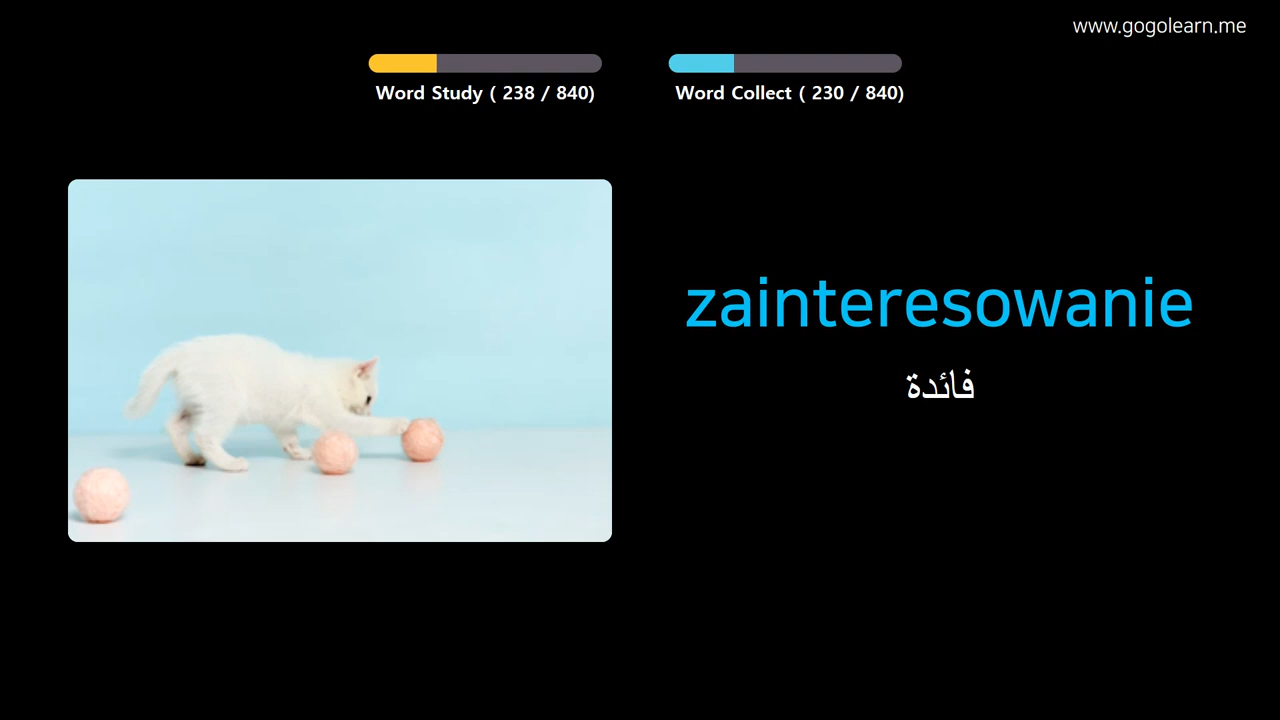 www.gogolearn.me
Word Study ( 238 / 840)
Word Collect ( 230 / 840)
zainteresowanie
فائدة